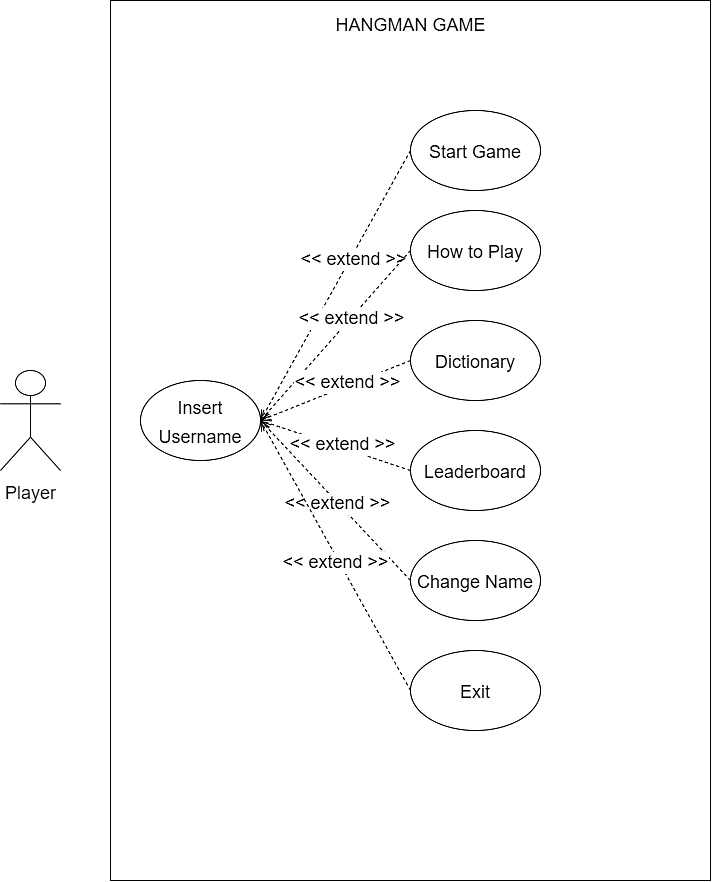 HANGMAN GAME
Start Game
<< extend >>
How to Play
<< extend >>
Dictionary
<< extend >>
Insert
Username
<< extend >>
Leaderboard
Player
<< extend >>
<< extend >>
Change Name
Exit